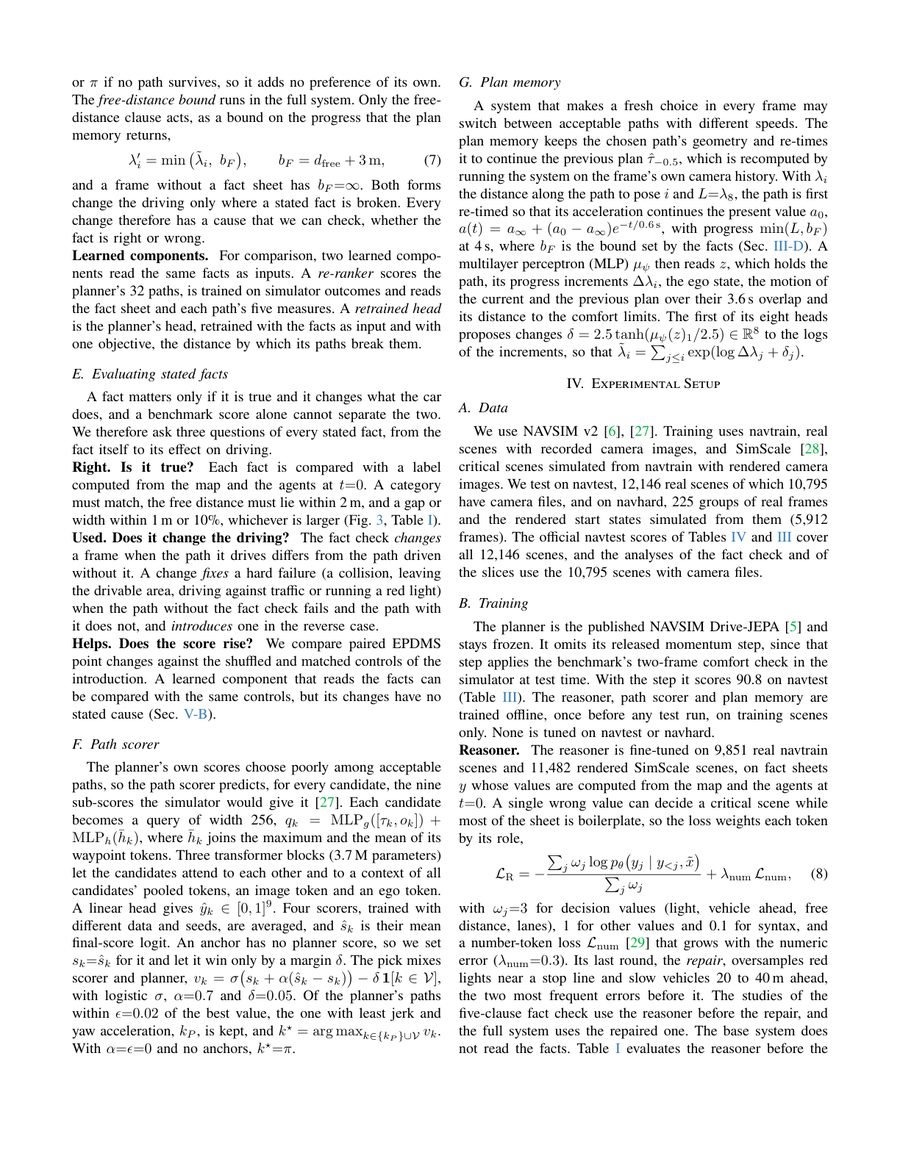 or π if no path survives, so it adds no preference of its own.
The free-distance bound runs in the full system. Only the free-
distance clause acts, as a bound on the progress that the plan
memory returns,
λ′ᵢ = min (λ̃ᵢ, b_F), b_F = d_free + 3 m, (7)
and a frame without a fact sheet has b_F=∞. Both forms
change the driving only where a stated fact is broken. Every
change therefore has a cause that we can check, whether the
fact is right or wrong.
Learned components. For comparison, two learned compo-
nents read the same facts as inputs. A re-ranker scores the
planner's 32 paths, is trained on simulator outcomes and reads
the fact sheet and each path's five measures. A retrained head
is the planner's head, retrained with the facts as input and with
one objective, the distance by which its paths break them.
E. Evaluating stated facts
A fact matters only if it is true and it changes what the car
does, and a benchmark score alone cannot separate the two.
We therefore ask three questions of every stated fact, from the
fact itself to its effect on driving.
Right. Is it true? Each fact is compared with a label
computed from the map and the agents at t=0. A category
must match, the free distance must lie within 2 m, and a gap or
width within 1 m or 10%, whichever is larger (Fig. 3, Table I).
Used. Does it change the driving? The fact check changes
a frame when the path it drives differs from the path driven
without it. A change fixes a hard failure (a collision, leaving
the drivable area, driving against traffic or running a red light)
when the path without the fact check fails and the path with
it does not, and introduces one in the reverse case.
Helps. Does the score rise? We compare paired EPDMS
point changes against the shuffled and matched controls of the
introduction. A learned component that reads the facts can
be compared with the same controls, but its changes have no
stated cause (Sec. V-B).
F. Path scorer
The planner's own scores choose poorly among acceptable
paths, so the path scorer predicts, for every candidate, the nine
sub-scores the simulator would give it [27]. Each candidate
becomes a query of width 256, q_k = MLP_g([τ_k, o_k]) +
MLP_h(h̄_k), where h̄_k joins the maximum and the mean of its
waypoint tokens. Three transformer blocks (3.7 M parameters)
let the candidates attend to each other and to a context of all
candidates' pooled tokens, an image token and an ego token.
A linear head gives ŷ_k ∈ [0, 1]⁹. Four scorers, trained with
different data and seeds, are averaged, and ŝ_k is their mean
final-score logit. An anchor has no planner score, so we set
s_k=ŝ_k for it and let it win only by a margin δ. The pick mixes
scorer and planner, v_k = σ(s_k + α(ŝ_k − s_k)) − δ 1[k ∈ 𝒱],
with logistic σ, α=0.7 and δ=0.05. Of the planner's paths
within ϵ=0.02 of the best value, the one with least jerk and
yaw acceleration, k_P, is kept, and k⋆ = arg max_{k∈{k_P}∪𝒱} v_k.
With α=ϵ=0 and no anchors, k⋆=π.
G. Plan memory
A system that makes a fresh choice in every frame may
switch between acceptable paths with different speeds. The
plan memory keeps the chosen path's geometry and re-times
it to continue the previous plan τ̂_{−0.5}, which is recomputed by
running the system on the frame's own camera history. With λᵢ
the distance along the path to pose i and L=λ₈, the path is first
re-timed so that its acceleration continues the present value a₀,
a(t) = a_∞ + (a₀ − a_∞)e^{−t/0.6 s}, with progress min(L, b_F)
at 4 s, where b_F is the bound set by the facts (Sec. III-D). A
multilayer perceptron (MLP) μ_ψ then reads z, which holds the
path, its progress increments Δλᵢ, the ego state, the motion of
the current and the previous plan over their 3.6 s overlap and
its distance to the comfort limits. The first of its eight heads
proposes changes δ = 2.5 tanh(μ_ψ(z)₁/2.5) ∈ ℝ⁸ to the logs
of the increments, so that λ̃ᵢ = ∑_{j≤i} exp(log Δλⱼ + δⱼ).
IV. EXPERIMENTAL SETUP
A. Data
We use NAVSIM v2 [6], [27]. Training uses navtrain, real
scenes with recorded camera images, and SimScale [28],
critical scenes simulated from navtrain with rendered camera
images. We test on navtest, 12,146 real scenes of which 10,795
have camera files, and on navhard, 225 groups of real frames
and the rendered start states simulated from them (5,912
frames). The official navtest scores of Tables IV and III cover
all 12,146 scenes, and the analyses of the fact check and of
the slices use the 10,795 scenes with camera files.
B. Training
The planner is the published NAVSIM Drive-JEPA [5] and
stays frozen. It omits its released momentum step, since that
step applies the benchmark's two-frame comfort check in the
simulator at test time. With the step it scores 90.8 on navtest
(Table III). The reasoner, path scorer and plan memory are
trained offline, once before any test run, on training scenes
only. None is tuned on navtest or navhard.
Reasoner. The reasoner is fine-tuned on 9,851 real navtrain
scenes and 11,482 rendered SimScale scenes, on fact sheets
y whose values are computed from the map and the agents at
t=0. A single wrong value can decide a critical scene while
most of the sheet is boilerplate, so the loss weights each token
by its role,
ℒ_R = − ∑ⱼ ωⱼ log p_θ(yⱼ | y_{<j}, x̃) / ∑ⱼ ωⱼ + λ_num ℒ_num, (8)
with ωⱼ=3 for decision values (light, vehicle ahead, free
distance, lanes), 1 for other values and 0.1 for syntax, and
a number-token loss ℒ_num [29] that grows with the numeric
error (λ_num=0.3). Its last round, the repair, oversamples red
lights near a stop line and slow vehicles 20 to 40 m ahead,
the two most frequent errors before it. The studies of the
five-clause fact check use the reasoner before the repair, and
the full system uses the repaired one. The base system does
not read the facts. Table I evaluates the reasoner before the